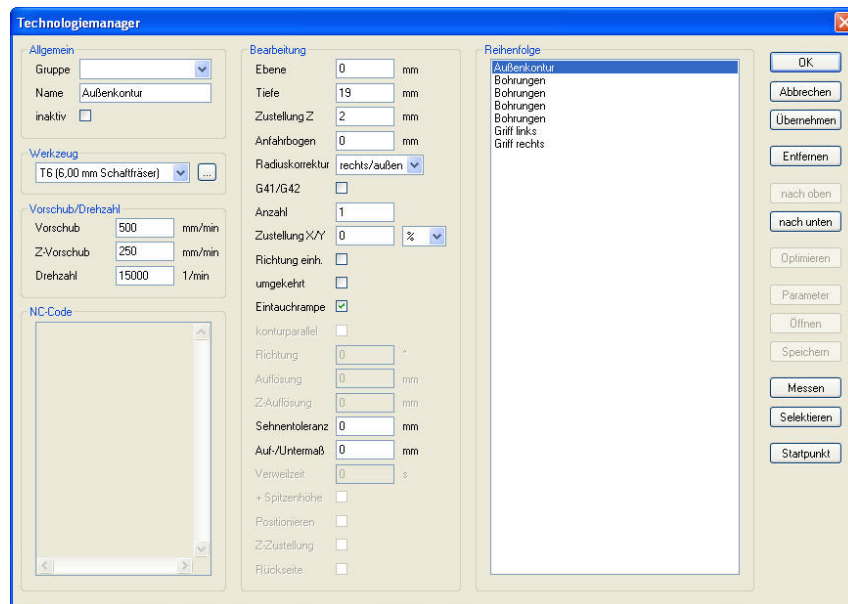 Technologiemanager
Allgemein
Gruppe
Name Außenkontur
inaktiv
Werkzeug
T6 (6,00 mm Schaftfräser) ...
Vorschub/Drehzahl
Vorschub 500 mm/min
Z-Vorschub 250 mm/min
Drehzahl 15000 1/min
NC-Code
Bearbeitung
Ebene 0 mm
Tiefe 19 mm
Zustellung Z 2 mm
Anfahrbogen 0 mm
Radiuskorrektur rechts/außen
G41/G42
Anzahl 1
Zustellung X/Y 0 %
Richtung einh.
umgekehrt
Eintauchrampe
konturparallel
Richtung 0 °
Auflösung 0 mm
Z-Auflösung 0 mm
Sehnentoleranz 0 mm
Auf-/Untermaß 0 mm
Verweilzeit 0 s
+ Spitzenhöhe
Positionieren
Z-Zustellung
Rückseite
Reihenfolge
Außenkontur
Bohrungen
Bohrungen
Bohrungen
Bohrungen
Griff links
Griff rechts
OK
Abbrechen
Übernehmen
Entfernen
nach oben
nach unten
Optimieren
Parameter
Öffnen
Speichern
Messen
Selektieren
Startpunkt